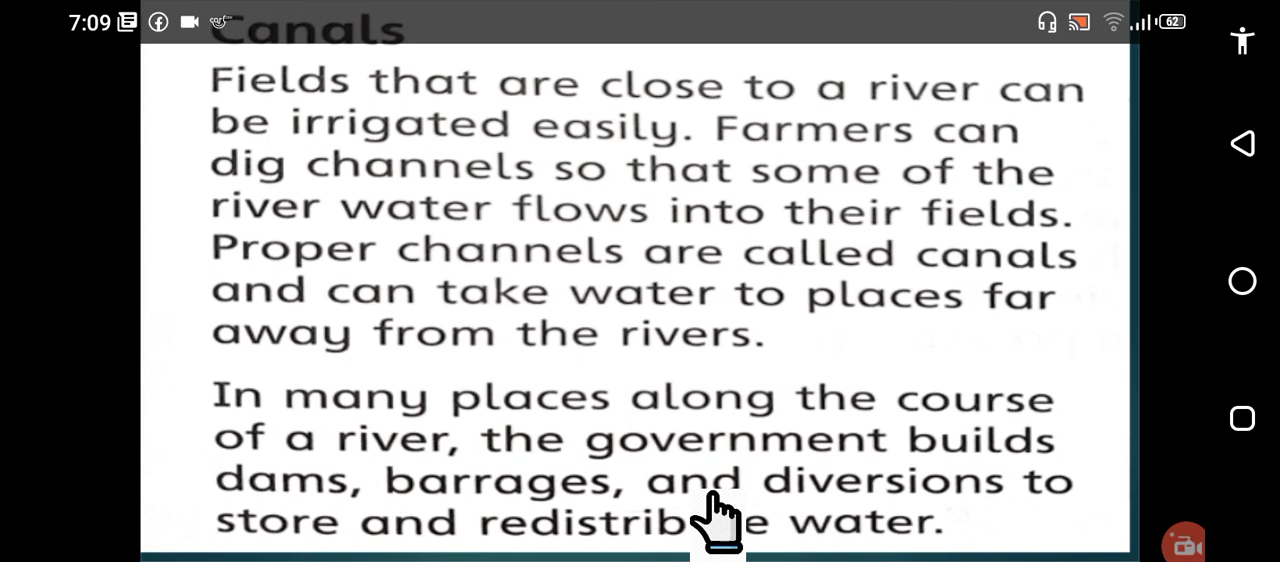 7:09
62
Canals
Fields that are close to a river can
be irrigated easily. Farmers can
dig channels so that some of the
river water flows into their fields.
Proper channels are called canals
and can take water to places far
away from the rivers.
In many places along the course
of a river, the government builds
dams, barrages, and diversions to
store and water.